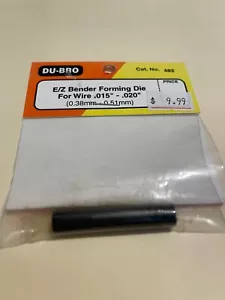 DU-BRO
Cat. No. 482
PRICE
E/Z Bender Forming Die
$ 9.99
For Wire .015" - .020"
(0.38mm - 0.51mm)